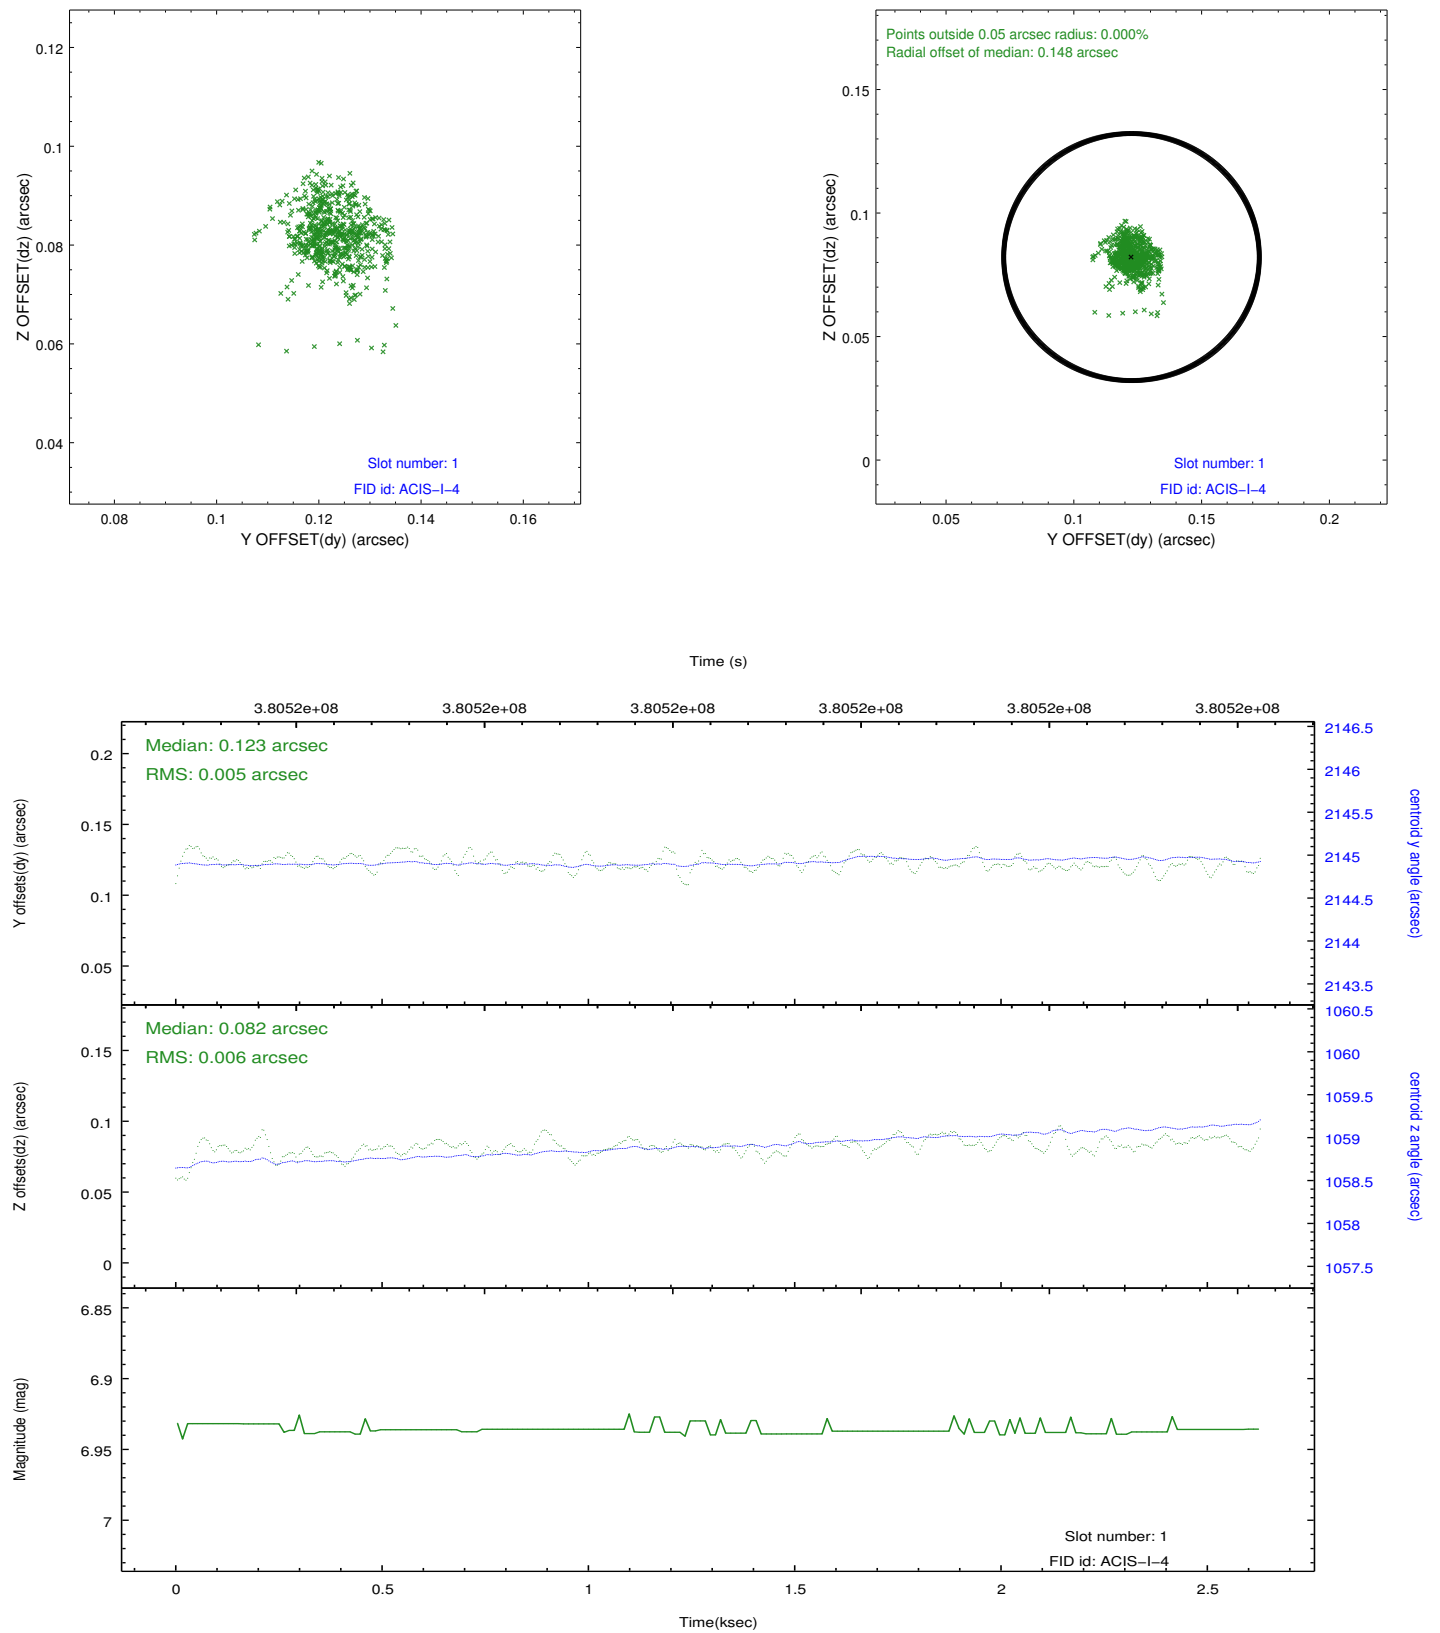 0.12
0.1
0.08
0.06
0.04
Z OFFSET(dz) (arcsec)
Slot number: 1
FID id: ACIS−I−4
0.08 0.1 0.12 0.14 0.16
Y OFFSET(dy) (arcsec)
Points outside 0.05 arcsec radius: 0.000%
Radial offset of median: 0.148 arcsec
0.15
0.1
0.05
0
Z OFFSET(dz) (arcsec)
Slot number: 1
FID id: ACIS−I−4
0.05 0.1 0.15 0.2
Y OFFSET(dy) (arcsec)
Time (s)
3.8052e+08 3.8052e+08 3.8052e+08 3.8052e+08 3.8052e+08 3.8052e+08
Median: 0.123 arcsec
RMS: 0.005 arcsec
0.2
0.15
0.1
0.05
Y offsets(dy) (arcsec)
2146.5
2146
2145.5
2145
2144.5
2144
2143.5
centroid y angle (arcsec)
Median: 0.082 arcsec
RMS: 0.006 arcsec
0.15
0.1
0.05
0
Z offsets(dz) (arcsec)
1060.5
1060
1059.5
1059
1058.5
1058
1057.5
centroid z angle (arcsec)
6.85
6.9
6.95
7
Magnitude (mag)
Slot number: 1
FID id: ACIS−I−4
0 0.5 1 1.5 2 2.5
Time(ksec)